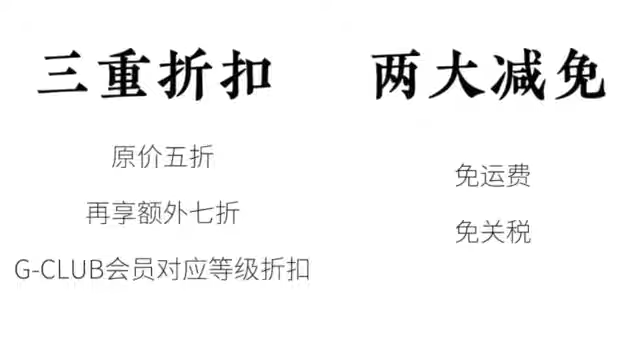 三重折扣
原价五折
再享额外七折
G-CLUB会员对应等级折扣
两大减免
免运费
免关税